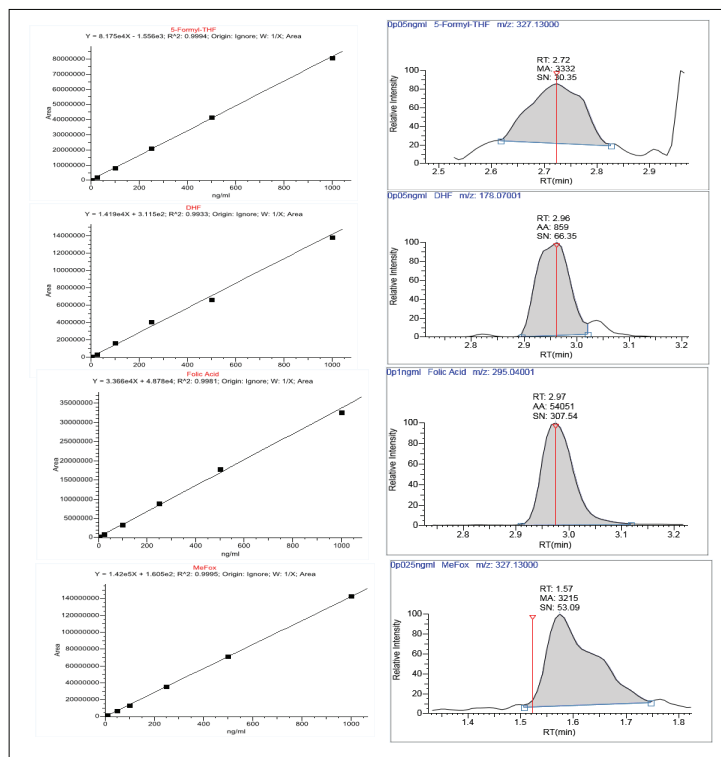 5-Formyl-THF
Y = 8.175e4X - 1.556e3; R^2: 0.9994; Origin: Ignore; W: 1/X; Area
80000000
70000000
60000000
50000000
40000000
30000000
20000000
10000000
0
Area
0 200 400 600 800 1000
ng/ml
0p05ngml 5-Formyl-THF m/z: 327.13000
RT: 2.72
MA: 3332
SN: 30.35
100
80
60
40
20
0
Relative Intensity
2.5 2.6 2.7 2.8 2.9
RT(min)
DHF
Y = 1.419e4X + 3.115e2; R^2: 0.9933; Origin: Ignore; W: 1/X; Area
14000000
12000000
10000000
8000000
6000000
4000000
2000000
0
Area
0 200 400 600 800 1000
ng/ml
0p05ngml DHF m/z: 178.07001
RT: 2.96
AA: 859
SN: 66.35
100
80
60
40
20
0
Relative Intensity
2.8 2.9 3.0 3.1 3.2
RT(min)
Folic Acid
Y = 3.366e4X + 4.878e4; R^2: 0.9981; Origin: Ignore; W: 1/X; Area
35000000
30000000
25000000
20000000
15000000
10000000
5000000
0
Area
0 200 400 600 800 1000
ng/ml
0p1ngml Folic Acid m/z: 295.04001
RT: 2.97
AA: 54051
SN: 307.54
100
80
60
40
20
0
Relative Intensity
2.8 2.9 3.0 3.1 3.2
RT(min)
MeFox
Y = 1.42e5X + 1.605e2; R^2: 0.9995; Origin: Ignore; W: 1/X; Area
140000000
120000000
100000000
80000000
60000000
40000000
20000000
0
Area
0 200 400 600 800 1000
ng/ml
0p025ngml MeFox m/z: 327.13000
RT: 1.57
MA: 3215
SN: 53.09
100
80
60
40
20
0
Relative Intensity
1.4 1.5 1.6 1.7 1.8
RT(min)